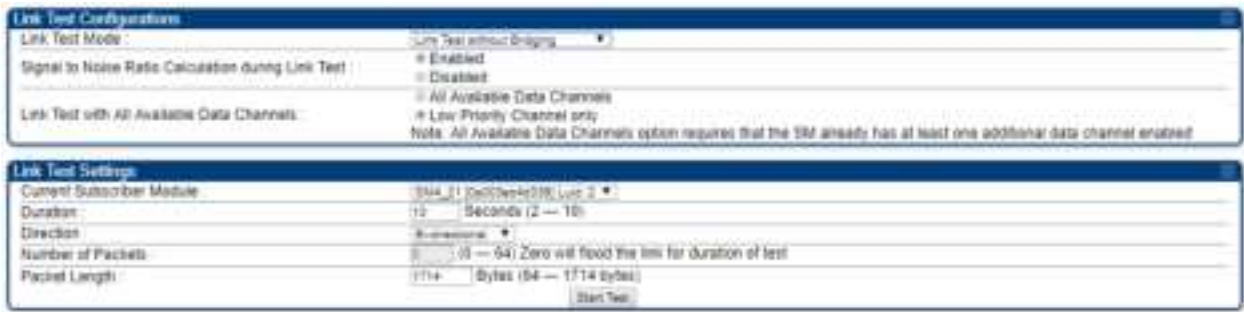 Link Test Configurations
Link Test Mode :
Link Test without Bridging
Signal to Noise Ratio Calculation during Link Test :
Enabled
Disabled
Link Test with All Available Data Channels :
All Available Data Channels
Low Priority Channel only
Note: All Available Data Channels option requires that the SM already has at least one additional data channel enabled
Link Test Settings
Current Subscriber Module
Luid: 2
Duration
10 Seconds (2 — 10)
Direction
Bi-directional
Number of Packets
0 (0 — 64) Zero will flood the link for duration of test
Packet Length
1714 Bytes (64 — 1714 bytes)
Start Test